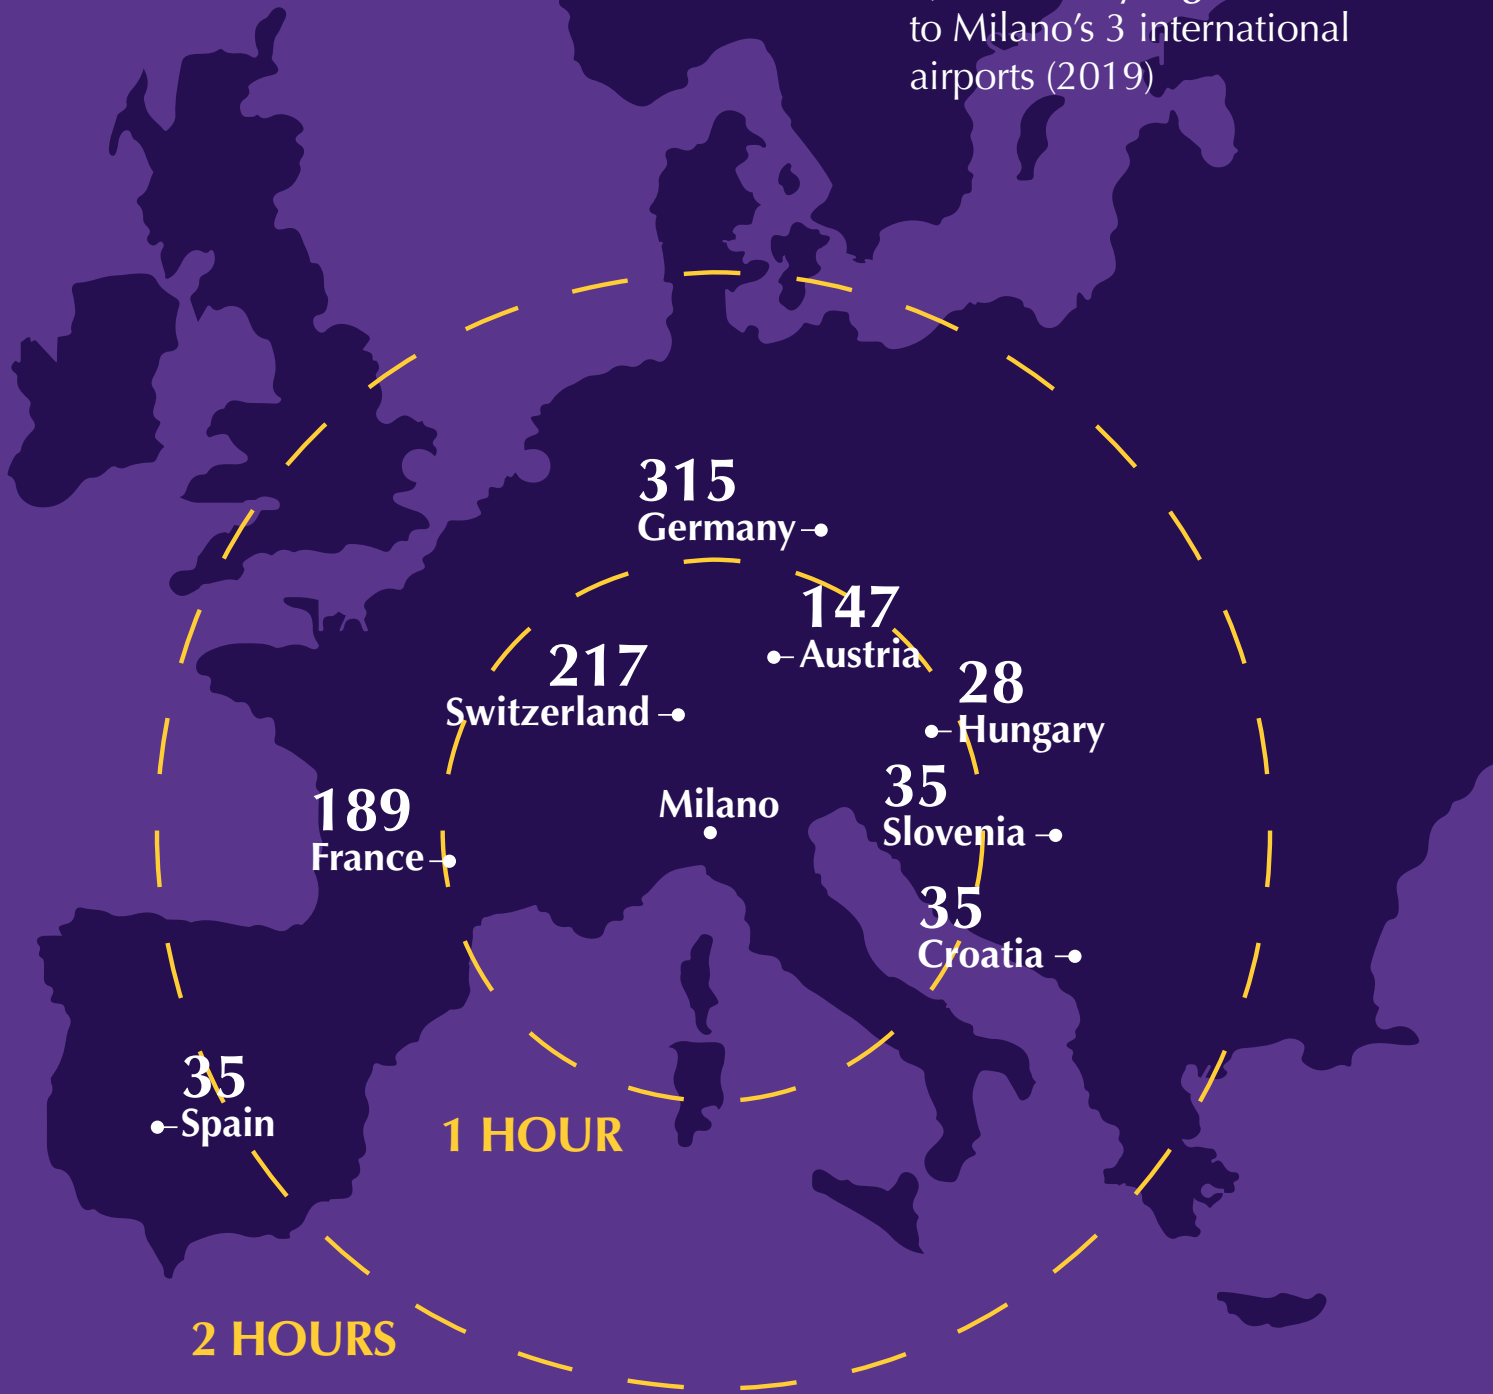 to Milano’s 3 international
airports (2019)
315
Germany
147
Austria
217
Switzerland
28
Hungary
35
Slovenia
Milano
189
France
35
Croatia
35
Spain
1 HOUR
2 HOURS